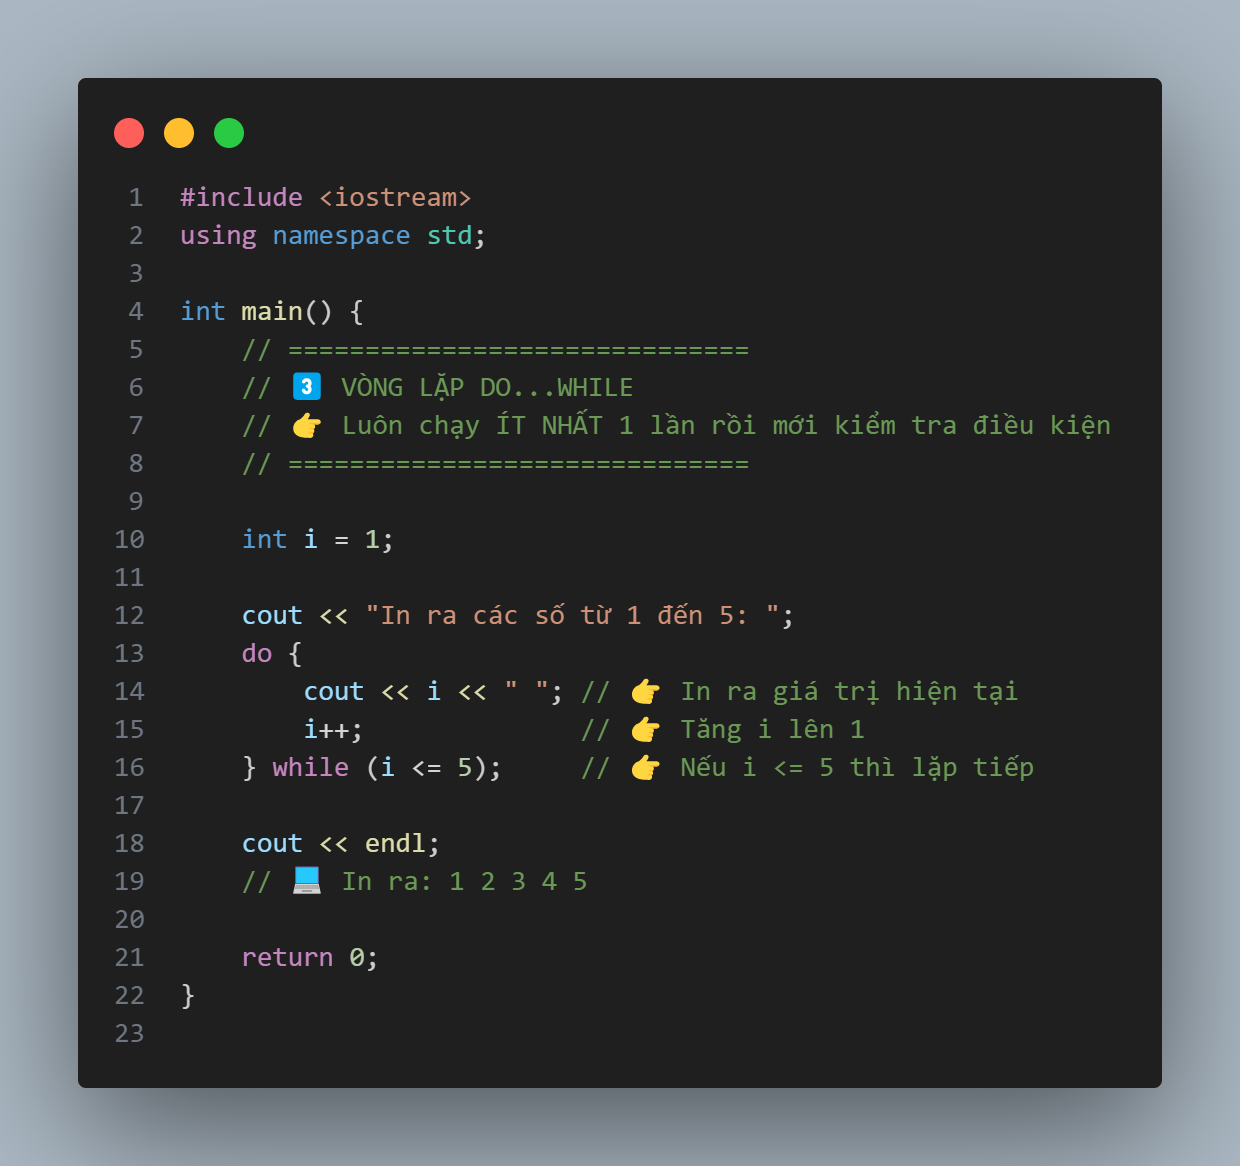 1 #include <iostream>
2 using namespace std;
3
4 int main() {
5     // ==============================
6     // 3️⃣ VÒNG LẶP DO...WHILE
7     // 👉 Luôn chạy ÍT NHẤT 1 lần rồi mới kiểm tra điều kiện
8     // ==============================
9
10     int i = 1;
11
12     cout << "In ra các số từ 1 đến 5: ";
13     do {
14         cout << i << " "; // 👉 In ra giá trị hiện tại
15         i++;              // 👉 Tăng i lên 1
16     } while (i <= 5);     // 👉 Nếu i <= 5 thì lặp tiếp
17
18     cout << endl;
19     // 💻 In ra: 1 2 3 4 5
20
21     return 0;
22 }
23